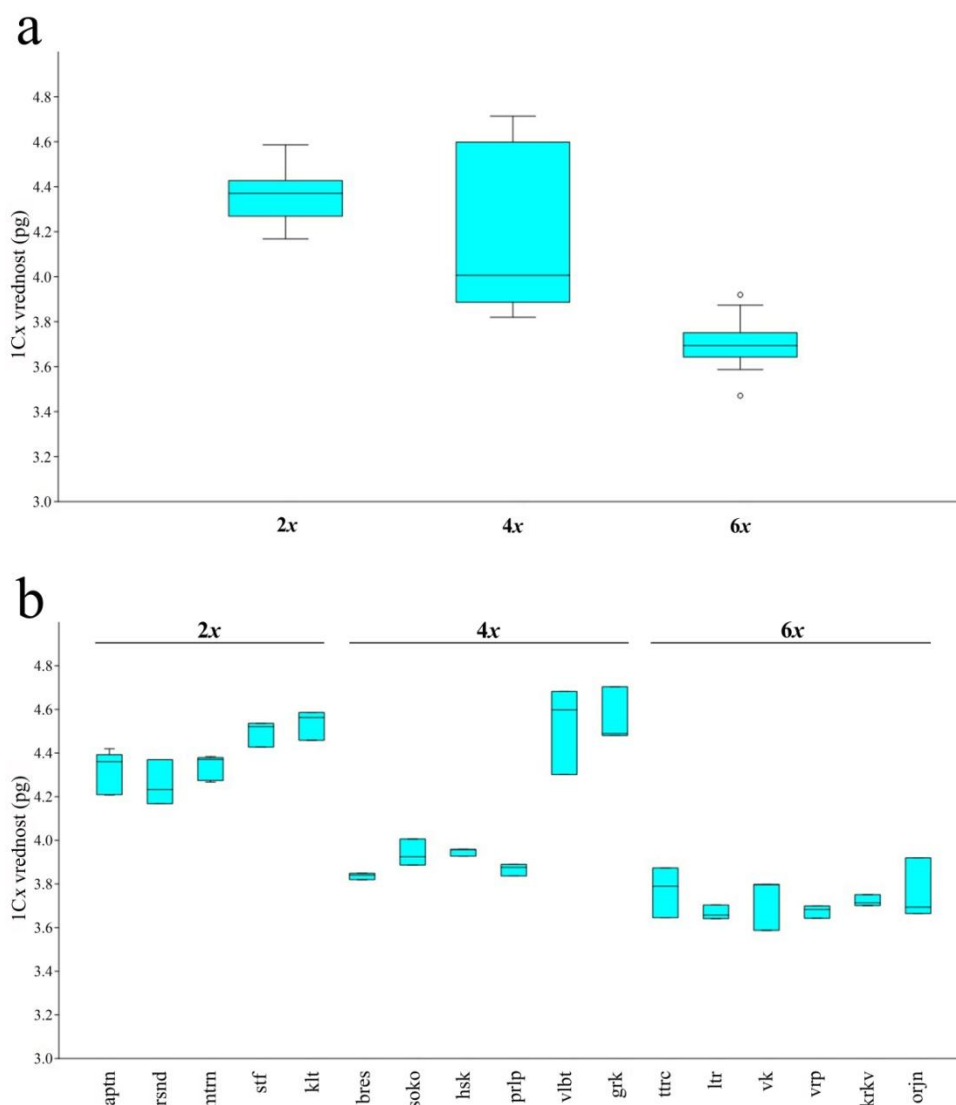 a
1Cx vrednost (pg)
4.8
4.6
4.4
4.2
4.0
3.8
3.6
3.4
3.2
3.0
2x 4x 6x
b
2x 4x 6x
1Cx vrednost (pg)
4.8
4.6
4.4
4.2
4.0
3.8
3.6
3.4
3.2
3.0
aptn rsnd mtrn stf klt bres soko hsk prlp vlbt grk ttrc ltr vk vrp krkv orjn